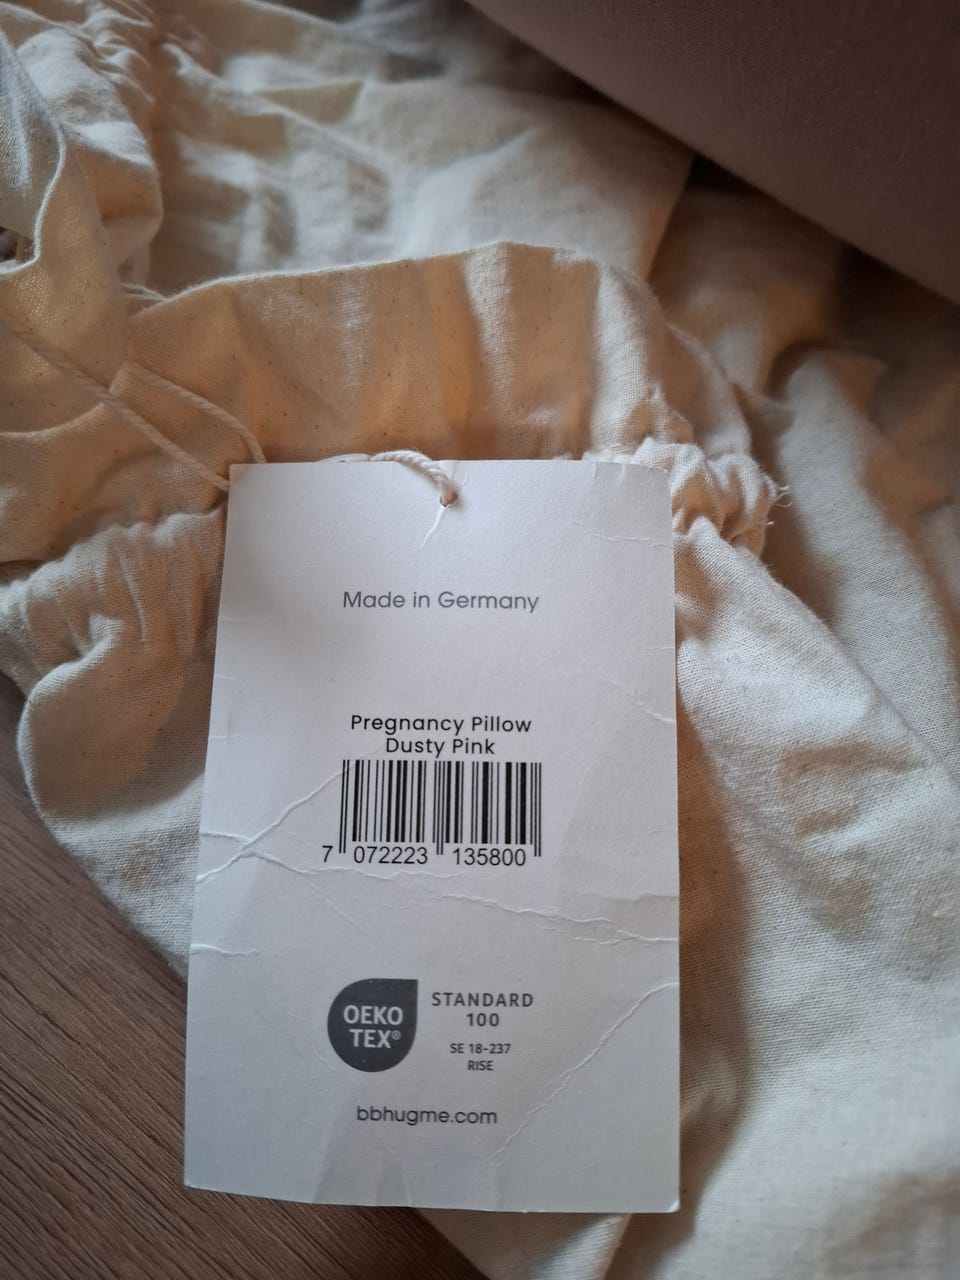 Made in Germany
Pregnancy Pillow
Dusty Pink
7 072223 135800
OEKO
TEX®
STANDARD
100
SE 18-237
RISE
bbhugme.com